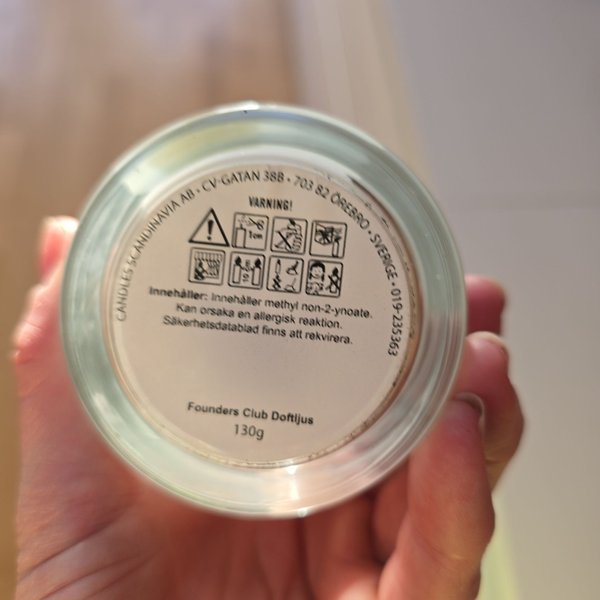 CANDLES SCANDINAVIA AB • CV-GATAN 38B • 703 82 ÖREBRO • SVERIGE • 019-235363
VARNING!
1cm
Innehåller: Innehåller methyl non-2-ynoate.
Kan orsaka en allergisk reaktion.
Säkerhetsdatablad finns att rekvirera.
Founders Club Doftljus
130g